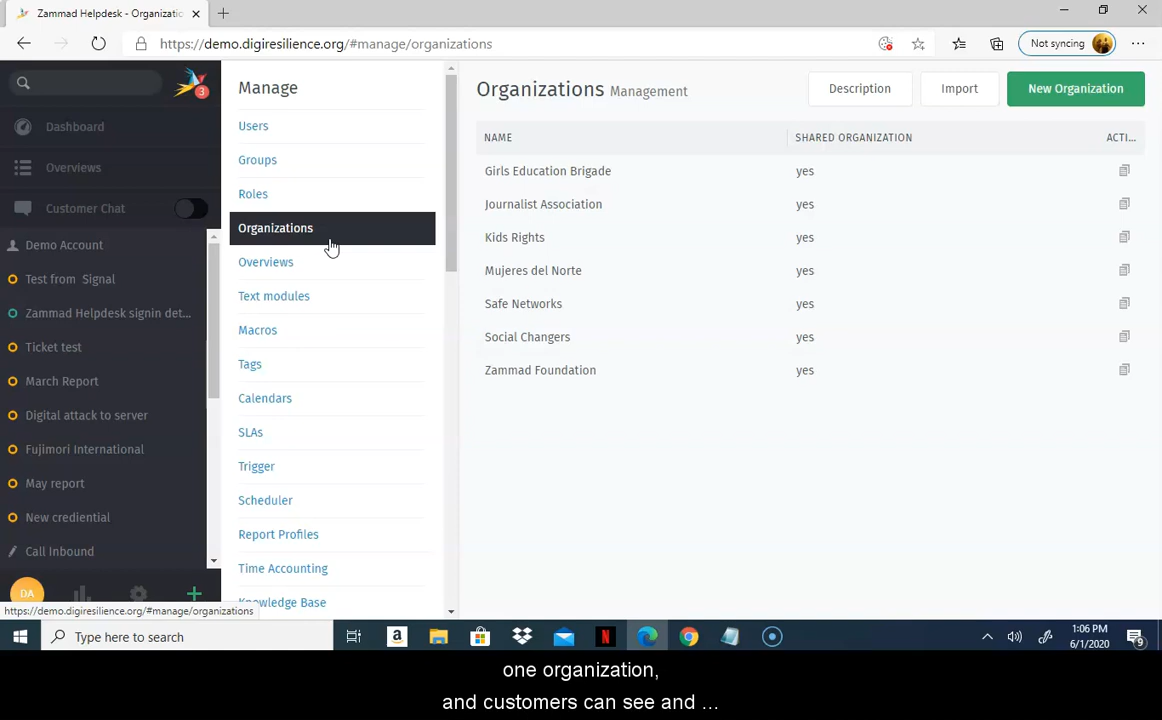 Zammad Helpdesk - Organizatio
https://demo.digiresilience.org/#manage/organizations
Not syncing
3
Dashboard
Overviews
Customer Chat
Demo Account
Test from Signal
Zammad Helpdesk signin det...
Ticket test
March Report
Digital attack to server
Fujimori International
May report
New crediential
Call Inbound
DA
https://demo.digiresilience.org/#manage/organizations
Manage
Users
Groups
Roles
Organizations
Overviews
Text modules
Macros
Tags
Calendars
SLAs
Trigger
Scheduler
Report Profiles
Time Accounting
Knowledge Base
Organizations Management
Description
Import
New Organization
NAME SHARED ORGANIZATION ACTI...
Girls Education Brigade yes
Journalist Association yes
Kids Rights yes
Mujeres del Norte yes
Safe Networks yes
Social Changers yes
Zammad Foundation yes
Type here to search
1:06 PM
6/1/2020
9
one organization,
and customers can see and ...